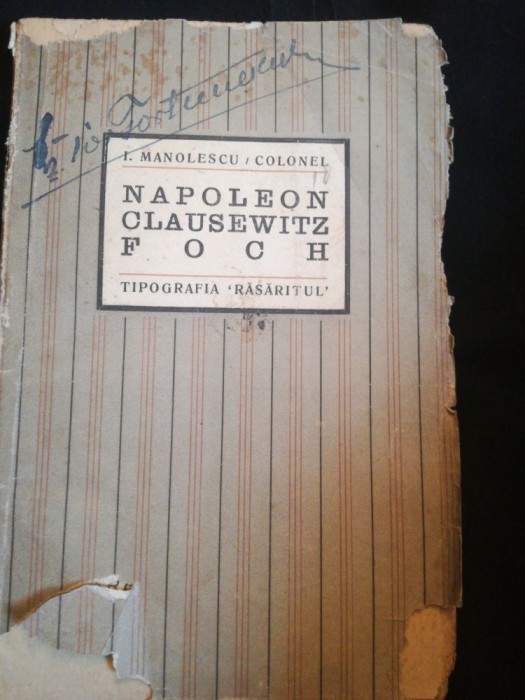 I. MANOLESCU / COLONEL
NAPOLEON
CLAUSEWITZ
FOCH
TIPOGRAFIA 'RĂSĂRITUL'